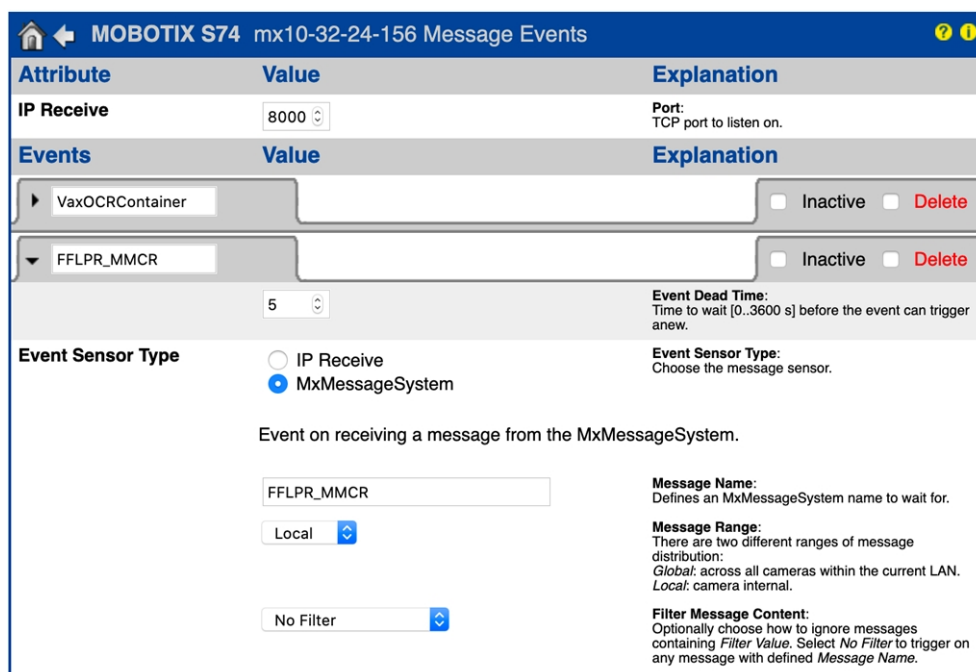 MOBOTIX S74 mx10-32-24-156 Message Events ? i
Attribute Value Explanation
IP Receive 8000 Port:
TCP port to listen on.
Events Value Explanation
VaxOCRContainer Inactive Delete
FFLPR_MMCR Inactive Delete
5 Event Dead Time:
Time to wait [0..3600 s] before the event can trigger
anew.
Event Sensor Type IP Receive Event Sensor Type:
MxMessageSystem Choose the message sensor.
Event on receiving a message from the MxMessageSystem.
FFLPR_MMCR Message Name:
Defines an MxMessageSystem name to wait for.
Local Message Range:
There are two different ranges of message
distribution:
Global: across all cameras within the current LAN.
Local: camera internal.
No Filter Filter Message Content:
Optionally choose how to ignore messages
containing Filter Value. Select No Filter to trigger on
any message with defined Message Name.